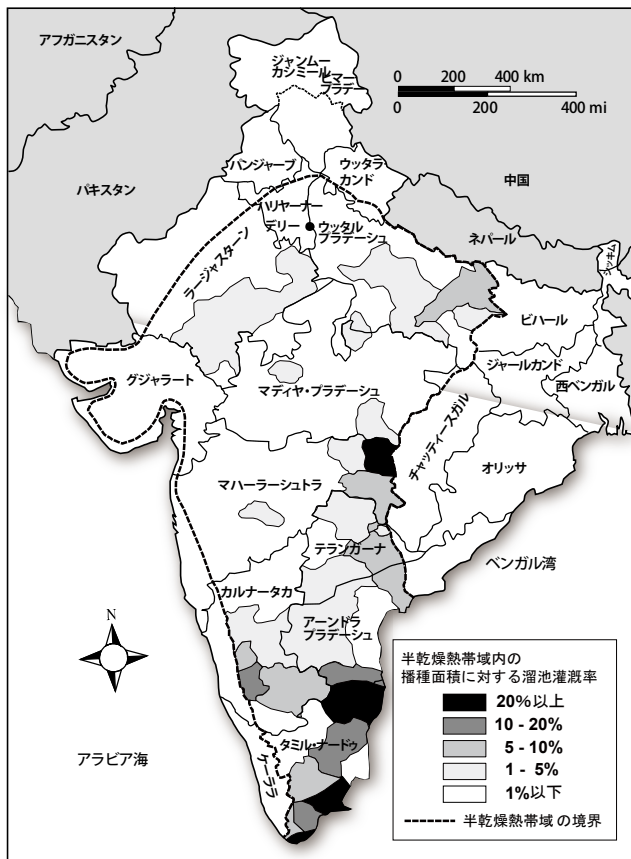 アフガニスタン
ジャンムー
カシミール
ヒマー
プラデー
0 200 400 km
0 200 400 mi
パンジャーブ
ウッタラ
カンド
中国
パキスタン
ハリヤーナー
デリー
ウッタル
プラデーシュ
ネパール
シッキム
ラージャスターン
ビハール
グジャラート
ジャールカンド
マディヤ・プラデーシュ
西ベンガル
チャッティースガル
オリッサ
マハーラーシュトラ
テランガーナ
ベンガル湾
カルナータカ
アーンドラ
プラデーシュ
N
半乾燥熱帯域内の
播種面積に対する溜池灌漑率
20%以上
10 - 20%
5 - 10%
1 - 5%
1%以下
半乾燥熱帯域 の境界
タミル・ナードゥ
アラビア海
ケーララ